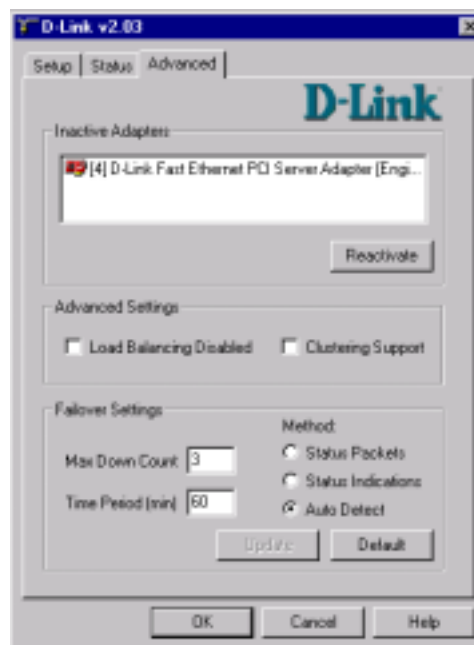 D-Link v2.03
Setup Status Advanced
D-Link
Inactive Adapters
[4] D-Link Fast Ethernet PCI Server Adapter [Engi...
Reactivate
Advanced Settings
Load Balancing Disabled Clustering Support
Failover Settings
Method:
Max Down Count 3
Status Packets
Status Indications
Time Period (min) 60
Auto Detect
Update Default
OK Cancel Help